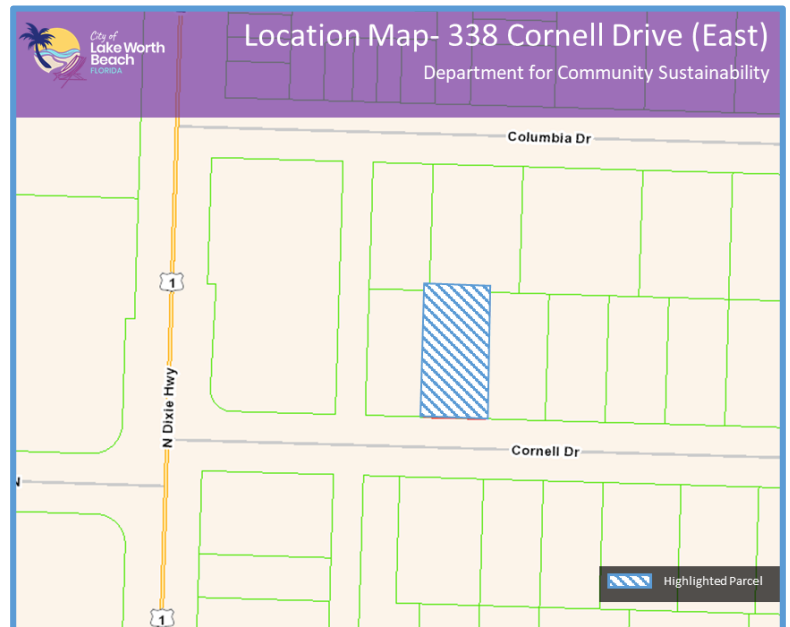 City of
Lake Worth
Beach
FLORIDA
Location Map- 338 Cornell Drive (East)
Department for Community Sustainability
Columbia Dr
1
N Dixie Hwy
Cornell Dr
N
Highlighted Parcel
1